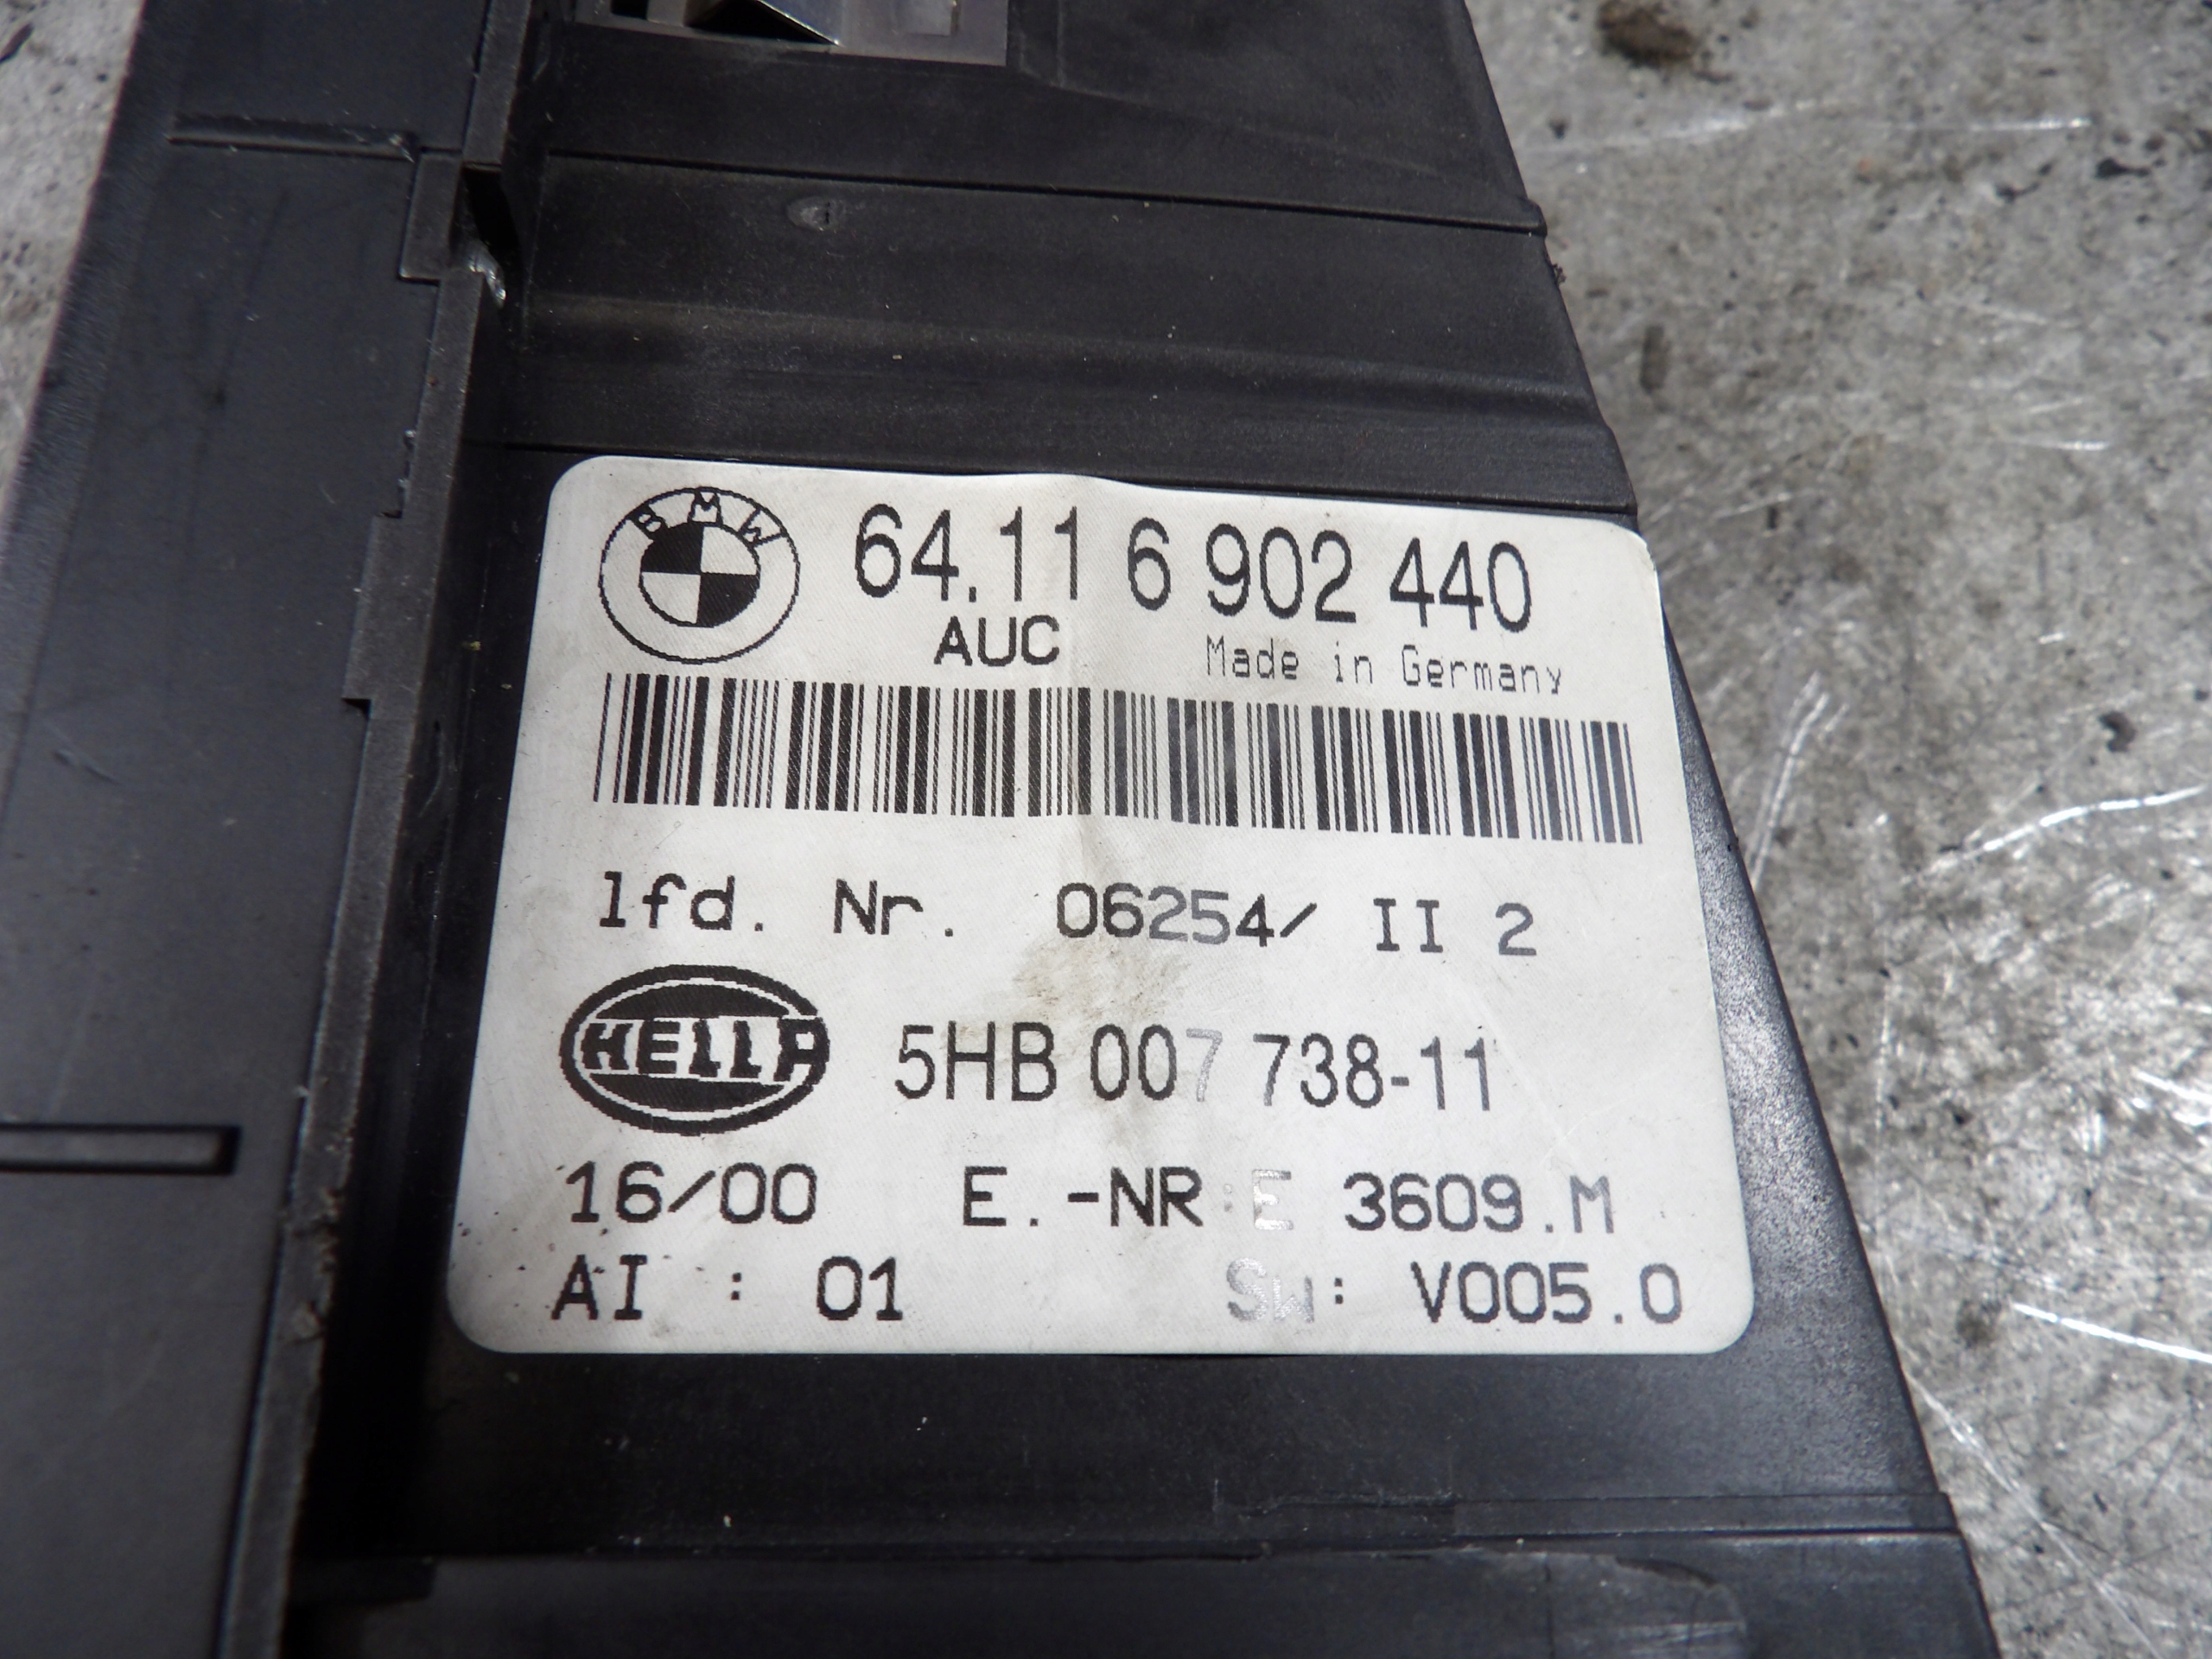 BMW
64.11 6 902 440
AUC
Made in Germany
lfd. Nr. 06254/ II 2
HELLA
5HB 007 738-11
16/00 E.-NR:E 3609.M
AI : 01 SW: V005.0